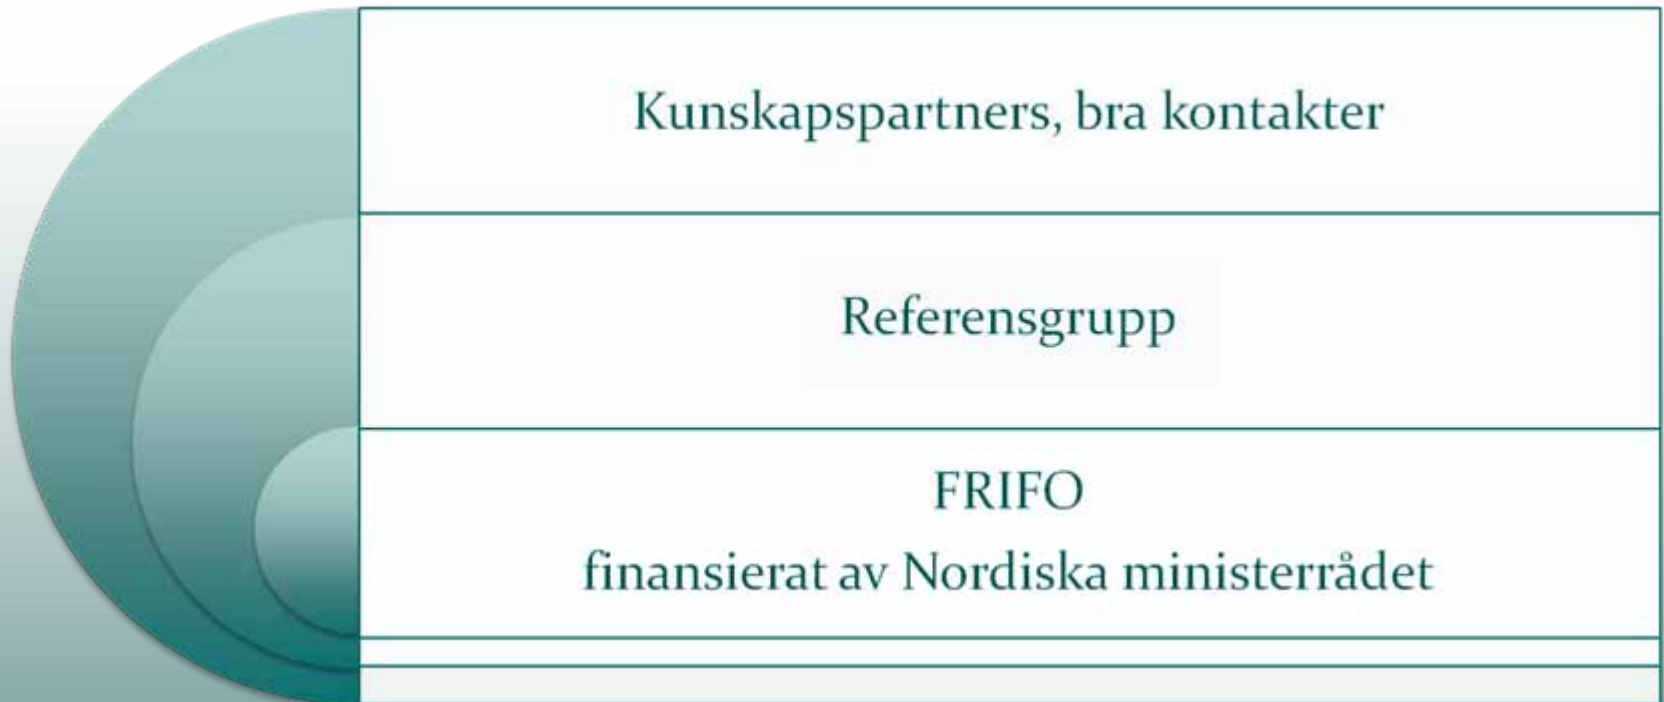 Kunskapspartners, bra kontakter
Referensgrupp
FRIFO
finansierat av Nordiska ministerrådet